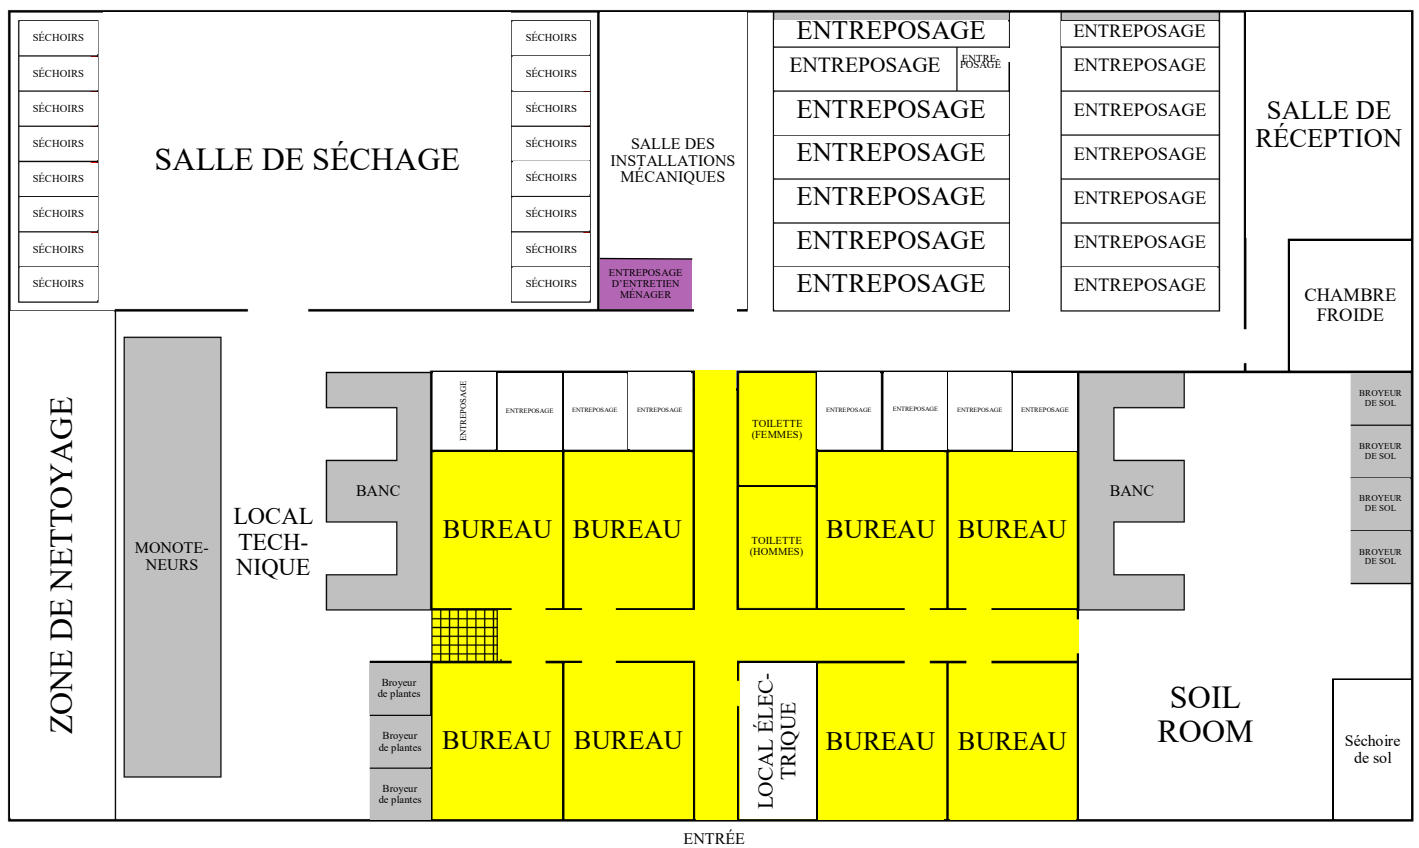 SÉCHOIRS
SÉCHOIRS
SÉCHOIRS
SÉCHOIRS
SÉCHOIRS
SÉCHOIRS
SÉCHOIRS
SÉCHOIRS
SALLE DE SÉCHAGE
SÉCHOIRS
SÉCHOIRS
SÉCHOIRS
SÉCHOIRS
SÉCHOIRS
SÉCHOIRS
SÉCHOIRS
SÉCHOIRS
SALLE DES
INSTALLATIONS
MÉCANIQUES
ENTREPOSAGE
D’ENTRETIEN
MÉNAGER
ENTREPOSAGE
ENTREPOSAGE
ENTRE-
POSAGE
ENTREPOSAGE
ENTREPOSAGE
ENTREPOSAGE
ENTREPOSAGE
ENTREPOSAGE
ENTREPOSAGE
ENTREPOSAGE
ENTREPOSAGE
ENTREPOSAGE
ENTREPOSAGE
ENTREPOSAGE
ENTREPOSAGE
SALLE DE
RÉCEPTION
CHAMBRE
FROIDE
ZONE DE NETTOYAGE
MONOTE-
NEURS
LOCAL
TECH-
NIQUE
BANC
ENTREPOSAGE
ENTREPOSAGE
ENTREPOSAGE
ENTREPOSAGE
TOILETTE
(FEMMES)
TOILETTE
(HOMMES)
ENTREPOSAGE
ENTREPOSAGE
ENTREPOSAGE
ENTREPOSAGE
BUREAU
BUREAU
BUREAU
BUREAU
BANC
BROYEUR
DE SOL
BROYEUR
DE SOL
BROYEUR
DE SOL
BROYEUR
DE SOL
Broyeur
de plantes
Broyeur
de plantes
Broyeur
de plantes
BUREAU
BUREAU
LOCAL ÉLEC-
TRIQUE
BUREAU
BUREAU
SOIL
ROOM
Séchoire
de sol
ENTRÉE